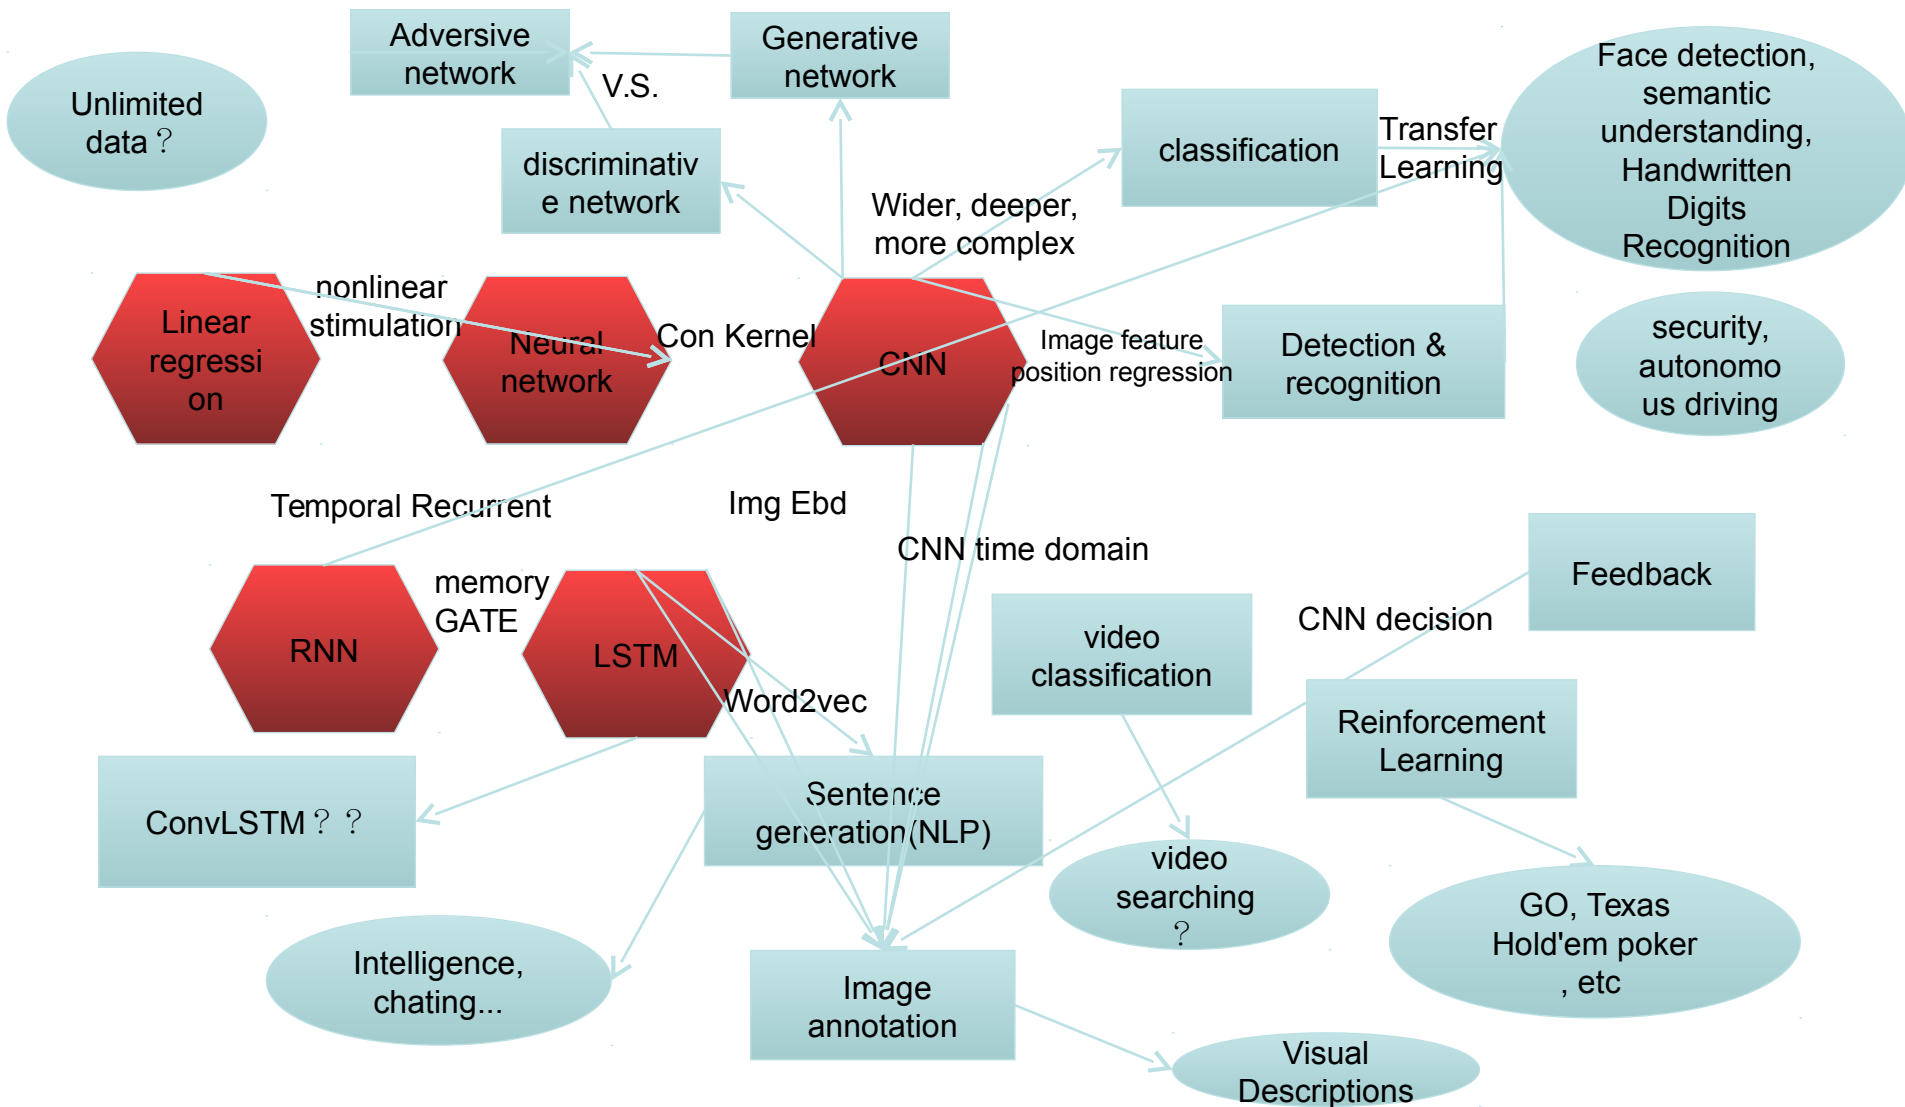 Adversive
network
Generative
network
V.S.
Unlimited
data？
discriminativ
e network
classification
Transfer
Learning
Face detection,
semantic
understanding,
Handwritten
Digits
Recognition
Wider, deeper,
more complex
Linear
regressi
on
nonlinear
stimulation
Neural
network
Con Kernel
CNN
Image feature
position regression
Detection &
recognition
security,
autonomo
us driving
Temporal Recurrent
Img Ebd
CNN time domain
Feedback
RNN
memory
GATE
LSTM
Word2vec
video
classification
CNN decision
Reinforcement
Learning
ConvLSTM？？
Sentence
generation(NLP)
video
searching
？
GO, Texas
Hold'em poker
, etc
Intelligence,
chating...
Image
annotation
Visual
Descriptions